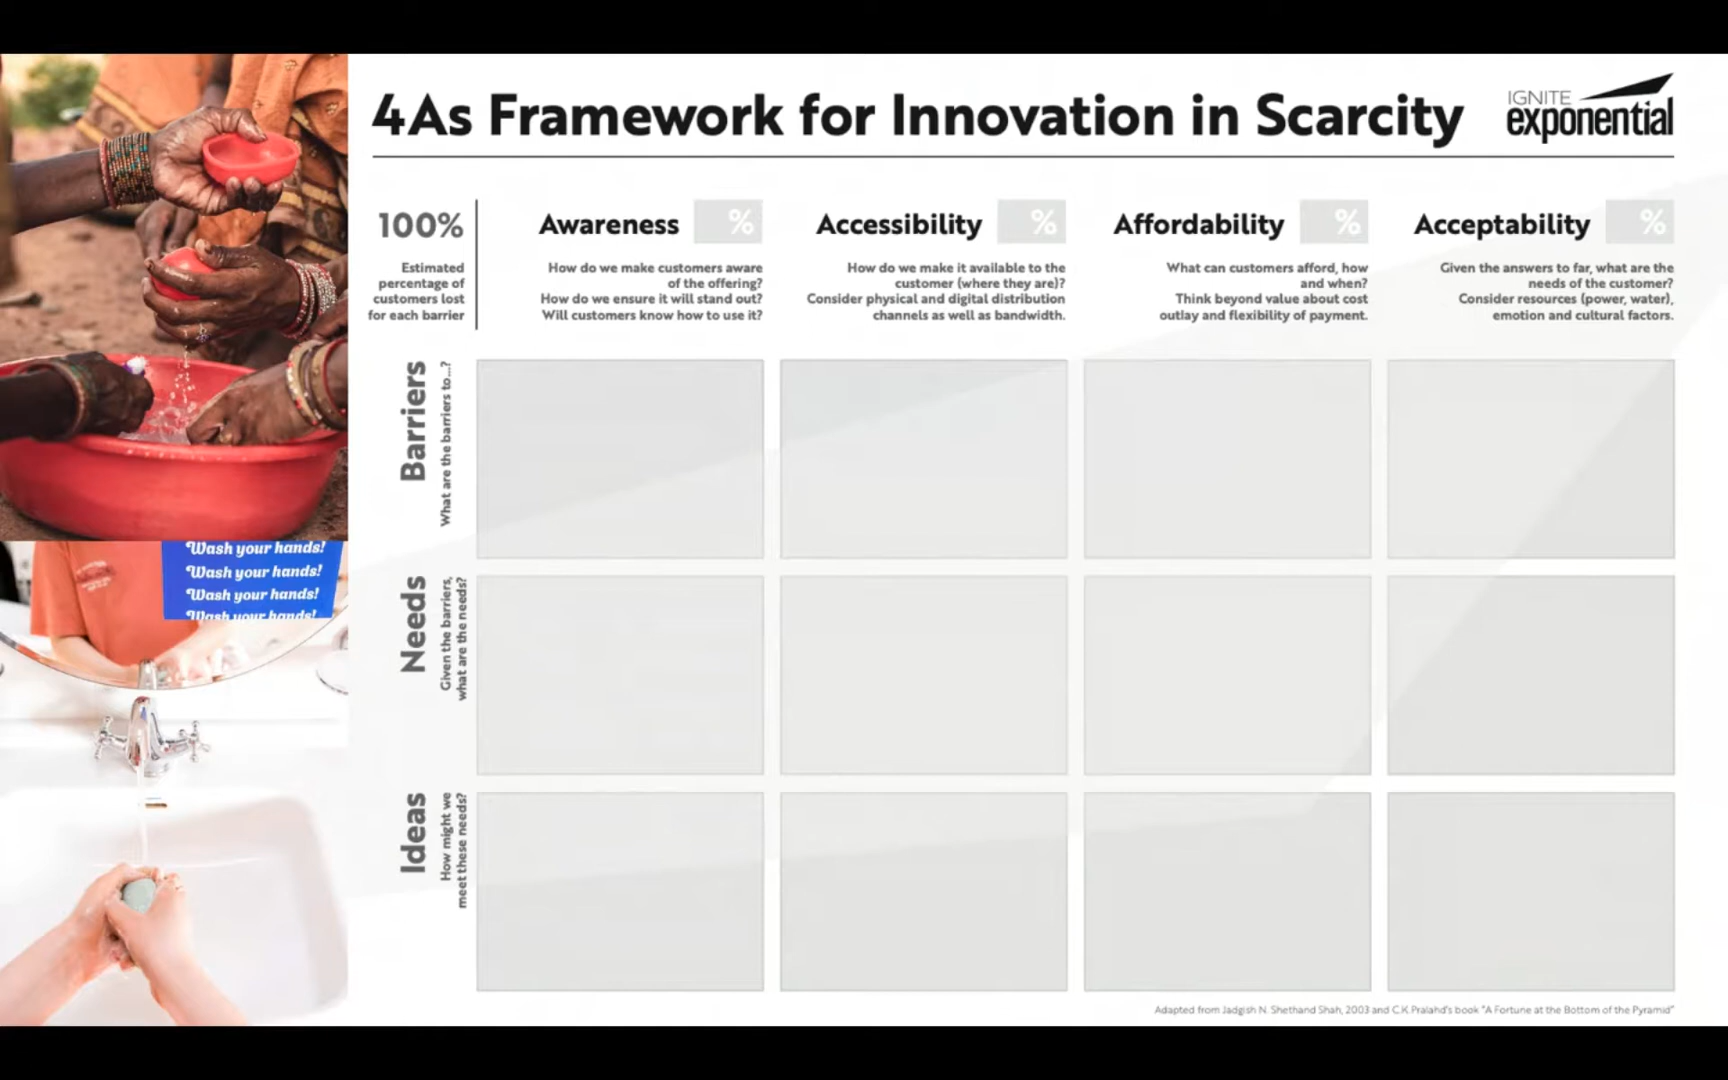 4As Framework for Innovation in Scarcity
IGNITE
exponential
100%
Estimated
percentage of
customers lost
for each barrier
Awareness %
How do we make customers aware
of the offering?
How do we ensure it will stand out?
Will customers know how to use it?
Accessibility %
How do we make it available to the
customer (where they are)?
Consider physical and digital distribution
channels as well as bandwidth.
Affordability %
What can customers afford, how
and when?
Think beyond value about cost
outlay and flexibility of payment.
Acceptability %
Given the answers to far, what are the
needs of the customer?
Consider resources (power, water),
emotion and cultural factors.
Barriers
What are the barriers to...?
Needs
Given the barriers,
what are the needs?
Ideas
How might we
meet these needs?
Wash your hands!
Wash your hands!
Wash your hands!
Wash your hands!
Adapted from Jadgish N. Shethand Shah, 2003 and C.K.Pralahd's book "A Fortune at the Bottom of the Pyramid"